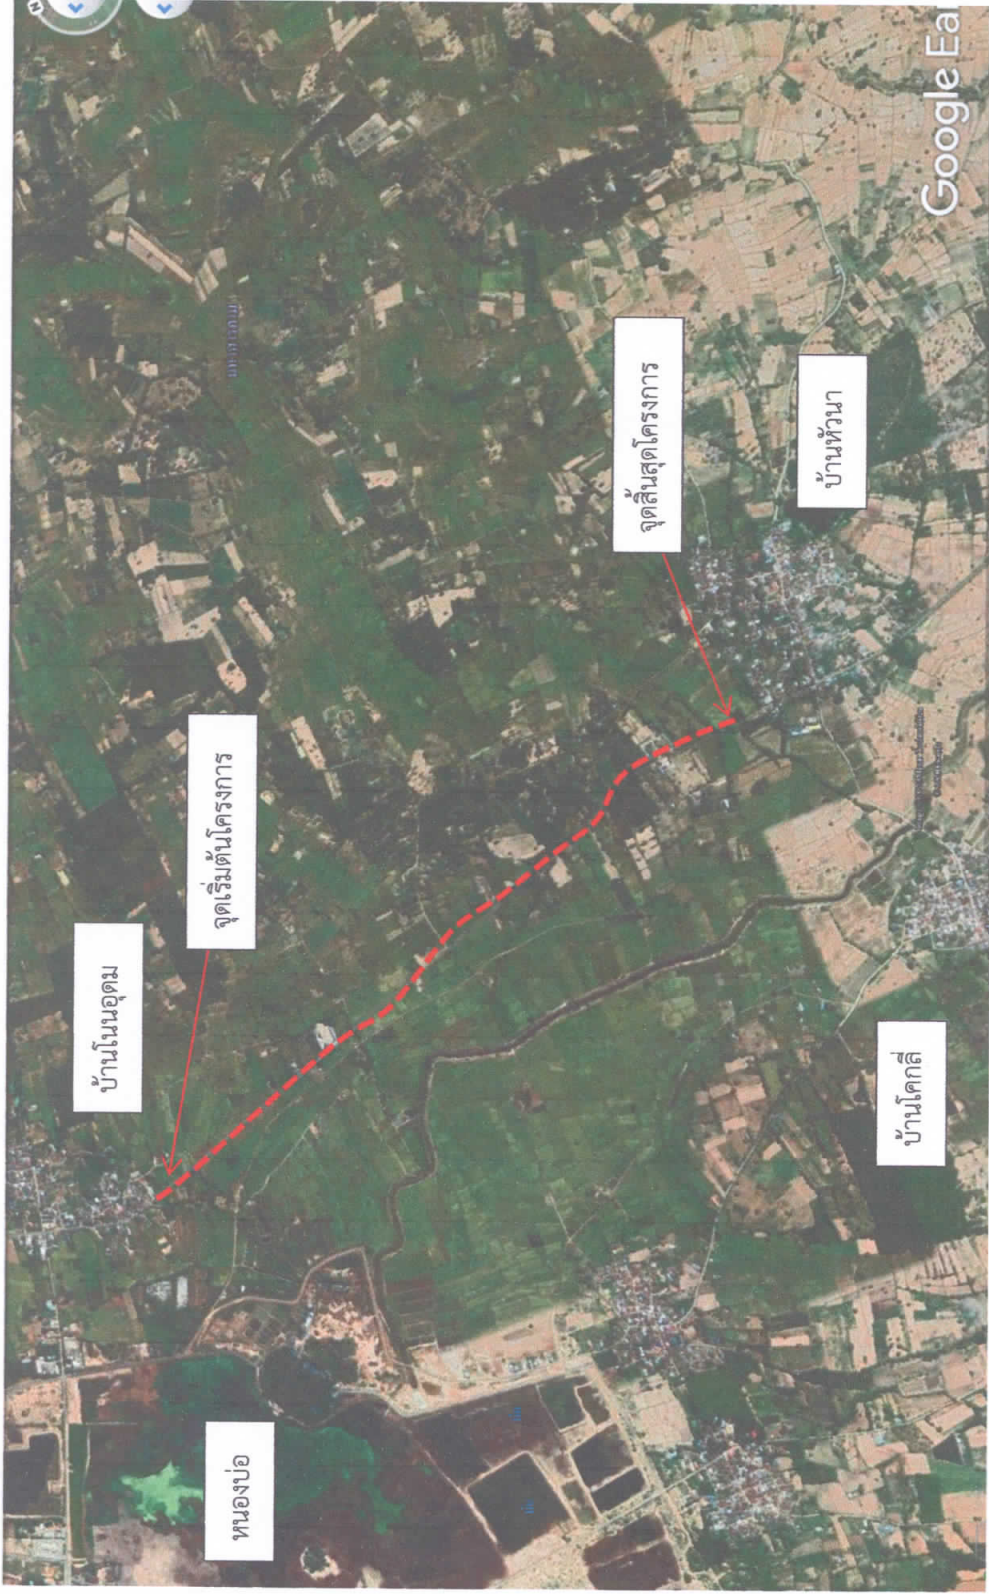 หนองบ่อ
บ้านโนนอุดม
จุดเริ่มต้นโครงการ
จุดสิ้นสุดโครงการ
บ้านหัวนา
บ้านโคกสี
Google Ear
N